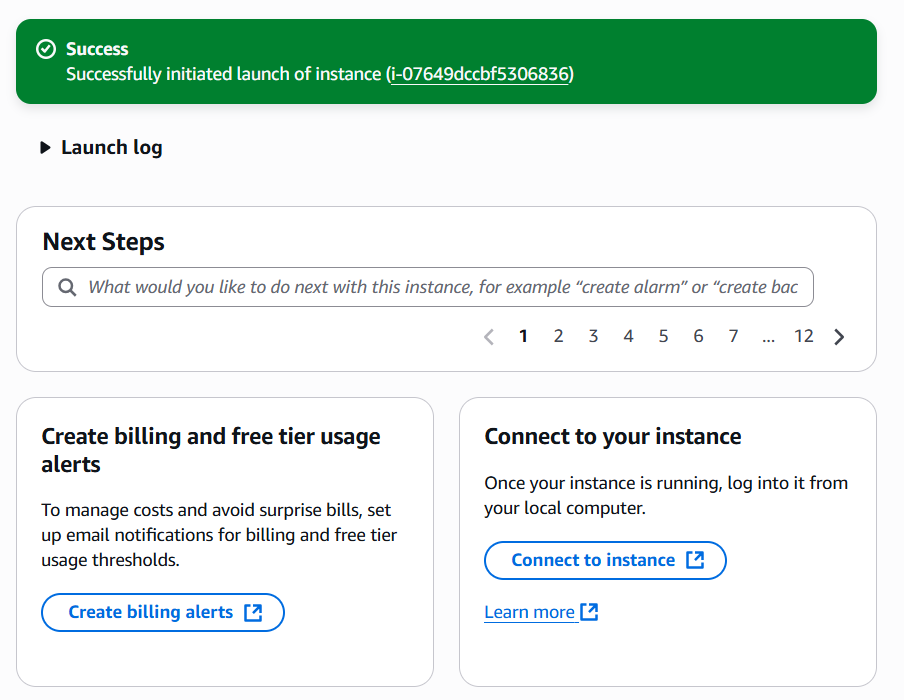 Success
Successfully initiated launch of instance (i-07649dccbf5306836)
Launch log
Next Steps
What would you like to do next with this instance, for example “create alarm” or “create bac
1 2 3 4 5 6 7 ... 12
Create billing and free tier usage
alerts
To manage costs and avoid surprise bills, set
up email notifications for billing and free tier
usage thresholds.
Create billing alerts
Connect to your instance
Once your instance is running, log into it from
your local computer.
Connect to instance
Learn more